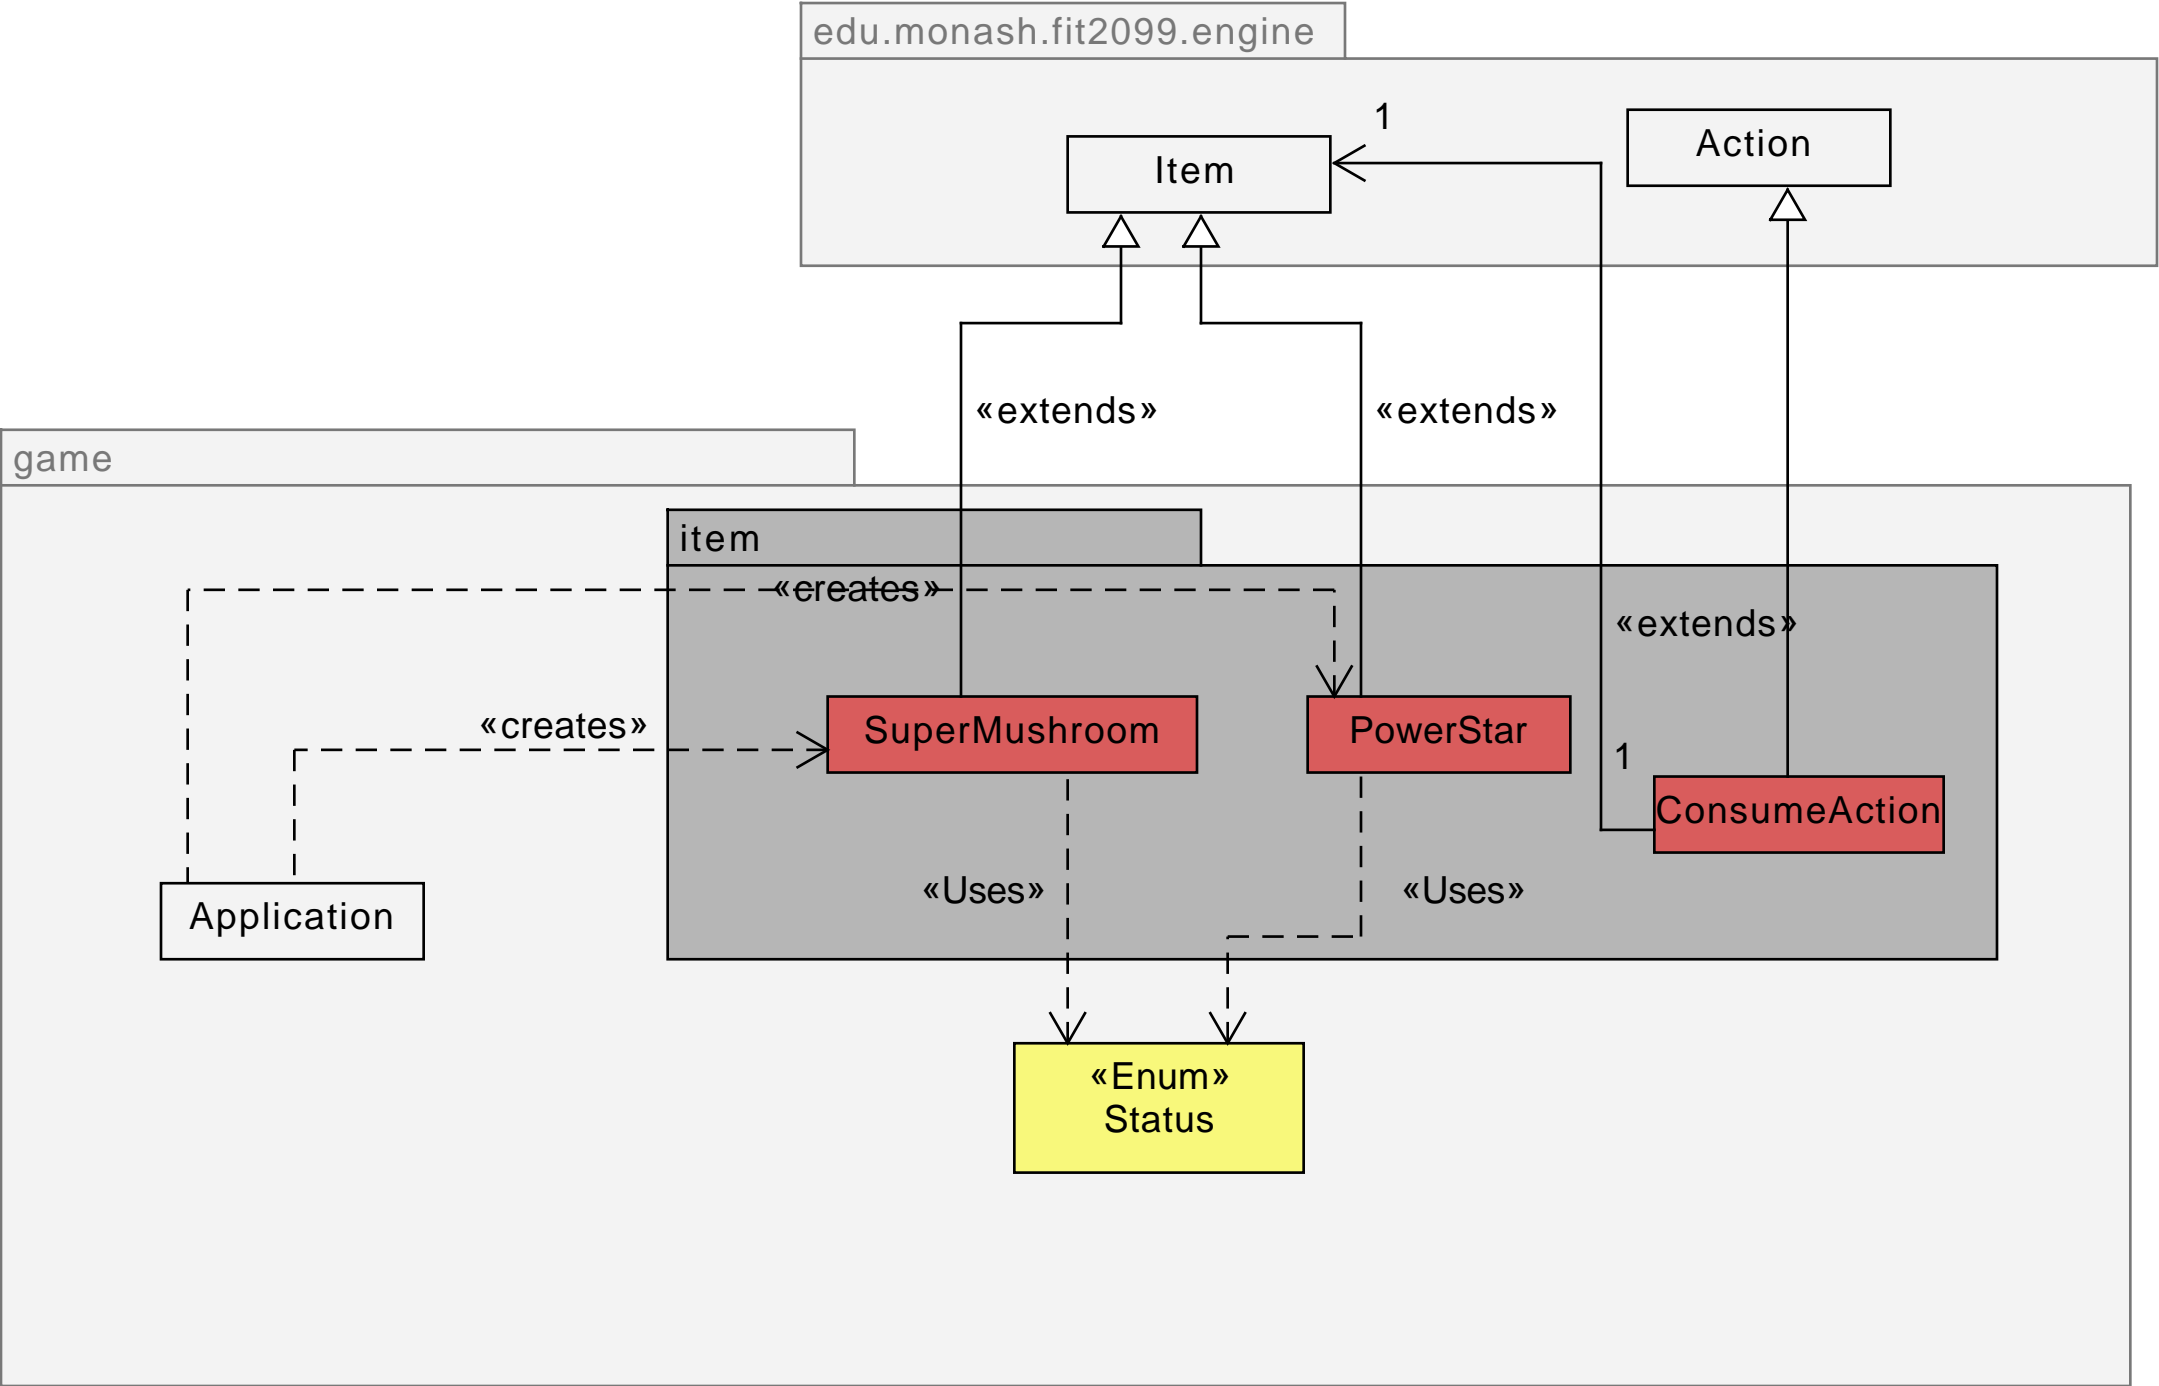 edu.monash.fit2099.engine
1
Action
Item
«extends»
«extends»
game
item
«creates»
«extends»
«creates»
SuperMushroom
PowerStar
1
ConsumeAction
«Uses»
«Uses»
Application
«Enum»
Status